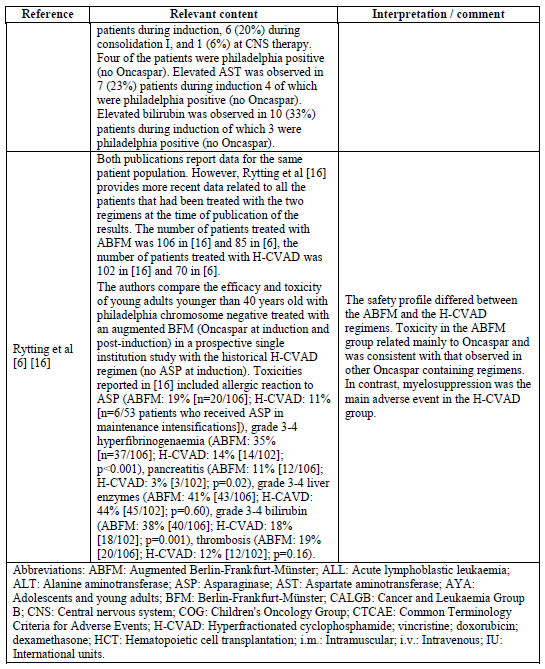 Reference
Relevant content
Interpretation / comment
patients during induction, 6 (20%) during
consolidation I, and 1 (6%) at CNS therapy.
Four of the patients were philadelphia positive
(no Oncaspar). Elevated AST was observed in
7 (23%) patients during induction 4 of which
were philadelphia positive (no Oncaspar).
Elevated bilirubin was observed in 10 (33%)
patients during induction of which 3 were
philadelphia positive (no Oncaspar).
Rytting et al
[6] [16]
Both publications report data for the same
patient population. However, Rytting et al [16]
provides more recent data related to all the
patients that had been treated with the two
regimens at the time of publication of the
results. The number of patients treated with
ABFM was 106 in [16] and 85 in [6], the
number of patients treated with H-CVAD was
102 in [16] and 70 in [6].
The authors compare the efficacy and toxicity
of young adults younger than 40 years old with
philadelphia chromosome negative treated with
an augmented BFM (Oncaspar at induction and
post-induction) in a prospective single
institution study with the historical H-CVAD
regimen (no ASP at induction). Toxicities
reported in [16] included allergic reaction to
ASP (ABFM: 19% [n=20/106; H-CVAD: 11%
[n=6/53 patients who received ASP in
maintenance intensifications]), grade 3-4
hyperfibrinogenaemia (ABFM: 35%
[n=37/106]; H-CVAD: 14% [14/102];
p<0.001), pancreatitis (ABFM: 11% [12/106];
H-CVAD: 3% [3/102]; p=0.02), grade 3-4 liver
enzymes (ABFM: 41% [43/106]; H-CAVD:
44% [45/102]; p=0.60), grade 3-4 bilirubin
(ABFM: 38% [40/106]; H-CVAD: 18%
[18/102]; p=0.001), thrombosis (ABFM: 19%
[20/106]; H-CVAD: 12% [12/102]; p=0.16).
The safety profile differed between
the ABFM and the H-CVAD
regimens. Toxicity in the ABFM
group related mainly to Oncaspar and
was consistent with that observed in
other Oncaspar containing regimens.
In contrast, myelosuppression was the
main adverse event in the H-CVAD
group.
Abbreviations: ABFM: Augmented Berlin-Frankfurt-Münster; ALL: Acute lymphoblastic leukaemia;
ALT: Alanine aminotransferase; ASP: Asparaginase; AST: Aspartate aminotransferase; AYA:
Adolescents and young adults; BFM: Berlin-Frankfurt-Münster; CALGB: Cancer and Leukaemia Group
B; CNS: Central nervous system; COG: Children's Oncology Group; CTCAE: Common Terminology
Criteria for Adverse Events; H-CVAD: Hyperfractionated cyclophosphamide; vincristine; doxorubicin;
dexamethasone; HCT: Hematopoietic cell transplantation; i.m.: Intramuscular; i.v.: Intravenous; IU:
International units.